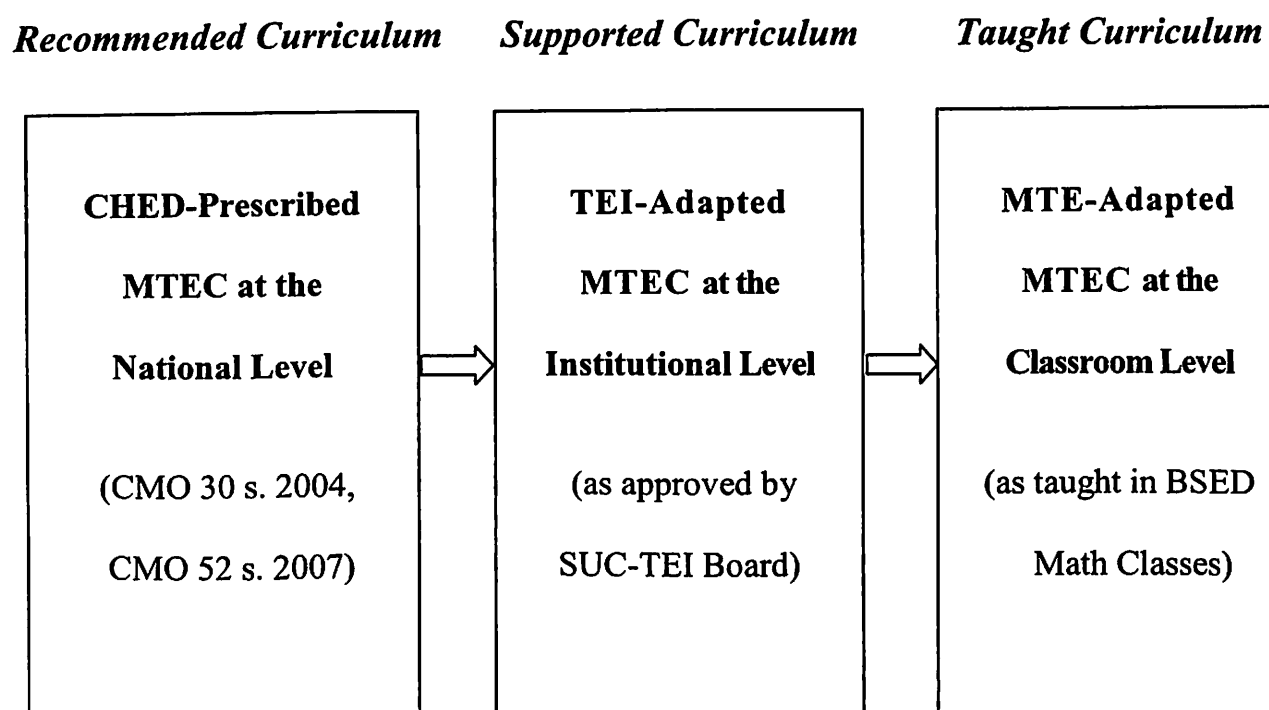 Recommended Curriculum
Supported Curriculum
Taught Curriculum
CHED-Prescribed
MTEC at the
National Level
(CMO 30 s. 2004,
CMO 52 s. 2007)
TEI-Adapted
MTEC at the
Institutional Level
(as approved by
SUC-TEI Board)
MTE-Adapted
MTEC at the
Classroom Level
(as taught in BSED
Math Classes)